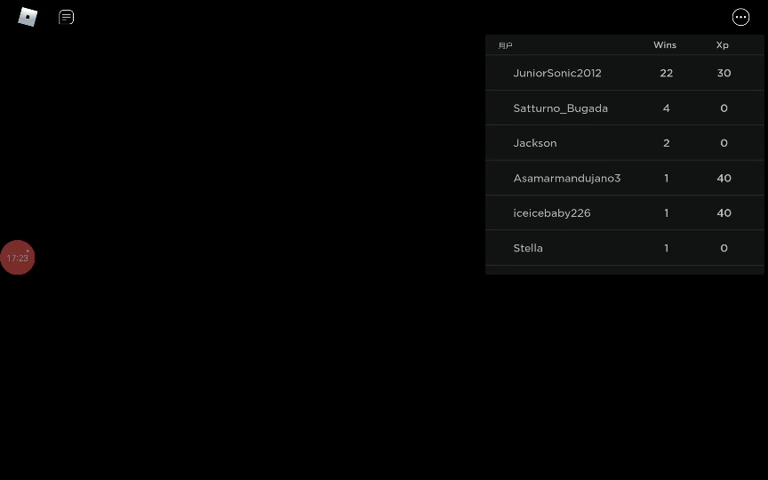 用户 Wins Xp
JuniorSonic2012 22 30
Satturno_Bugada 4 0
Jackson 2 0
Asamarmandujano3 1 40
iceicebaby226 1 40
Stella 1 0
17:23